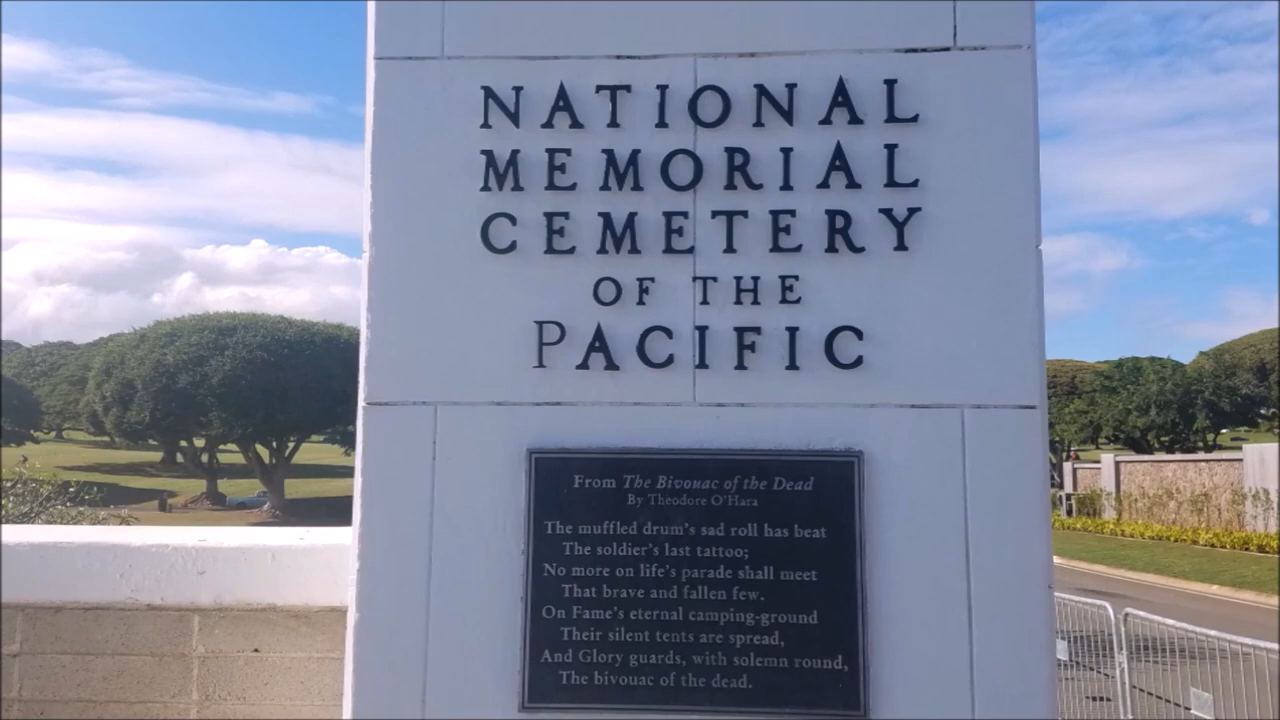 NATIONAL
MEMORIAL
CEMETERY
OF THE
PACIFIC
From The Bivouac of the Dead
By Theodore O'Hara
The muffled drum's sad roll has beat
The soldier's last tattoo;
No more on life's parade shall meet
That brave and fallen few.
On Fame's eternal camping-ground
Their silent tents are spread,
And Glory guards, with solemn round,
The bivouac of the dead.